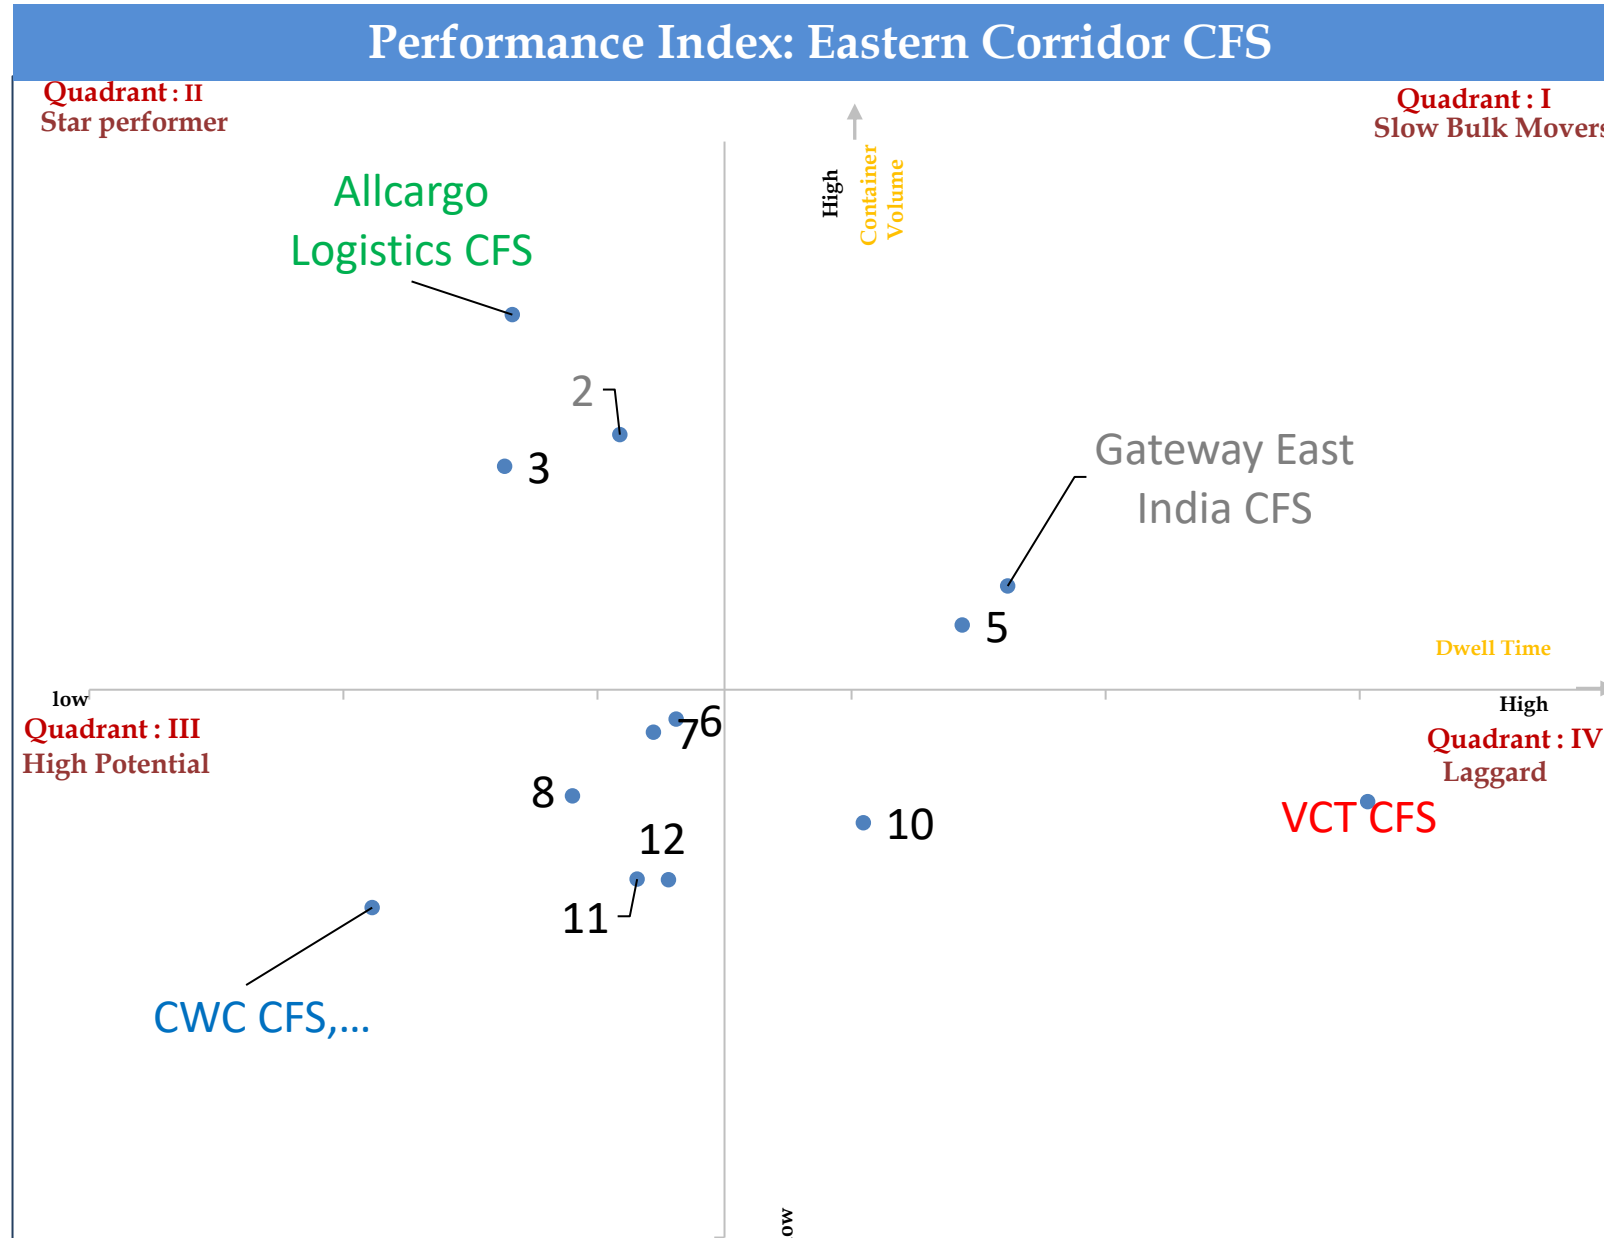 Performance Index: Eastern Corridor CFS
Quadrant : II
Star performer
Quadrant : I
Slow Bulk Movers
High
Container
Volume
Allcargo
Logistics CFS
2
3
Gateway East
India CFS
5
Dwell Time
low
High
Quadrant : III
High Potential
Quadrant : IV
Laggard
6
7
8
12
10
VCT CFS
11
CWC CFS,...
ow